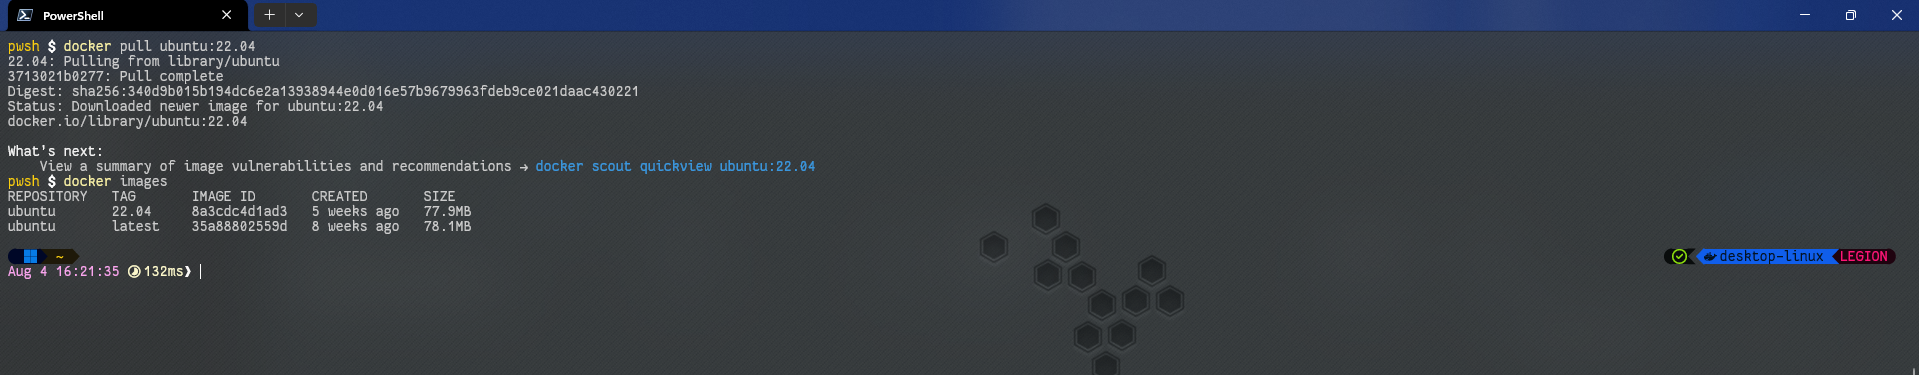 PowerShell
pwsh $ docker pull ubuntu:22.04
22.04: Pulling from library/ubuntu
3713021b0277: Pull complete
Digest: sha256:340d9b015b194dc6e2a13938944e0d016e57b9679963fdeb9ce021daac430221
Status: Downloaded newer image for ubuntu:22.04
docker.io/library/ubuntu:22.04
What's next:
View a summary of image vulnerabilities and recommendations → docker scout quickview ubuntu:22.04
pwsh $ docker images
REPOSITORY TAG IMAGE ID CREATED SIZE
ubuntu 22.04 8a3cdc4d1ad3 5 weeks ago 77.9MB
ubuntu latest 35a88802559d 8 weeks ago 78.1MB
~ desktop-linux LEGION
Aug 4 16:21:35 132ms❯